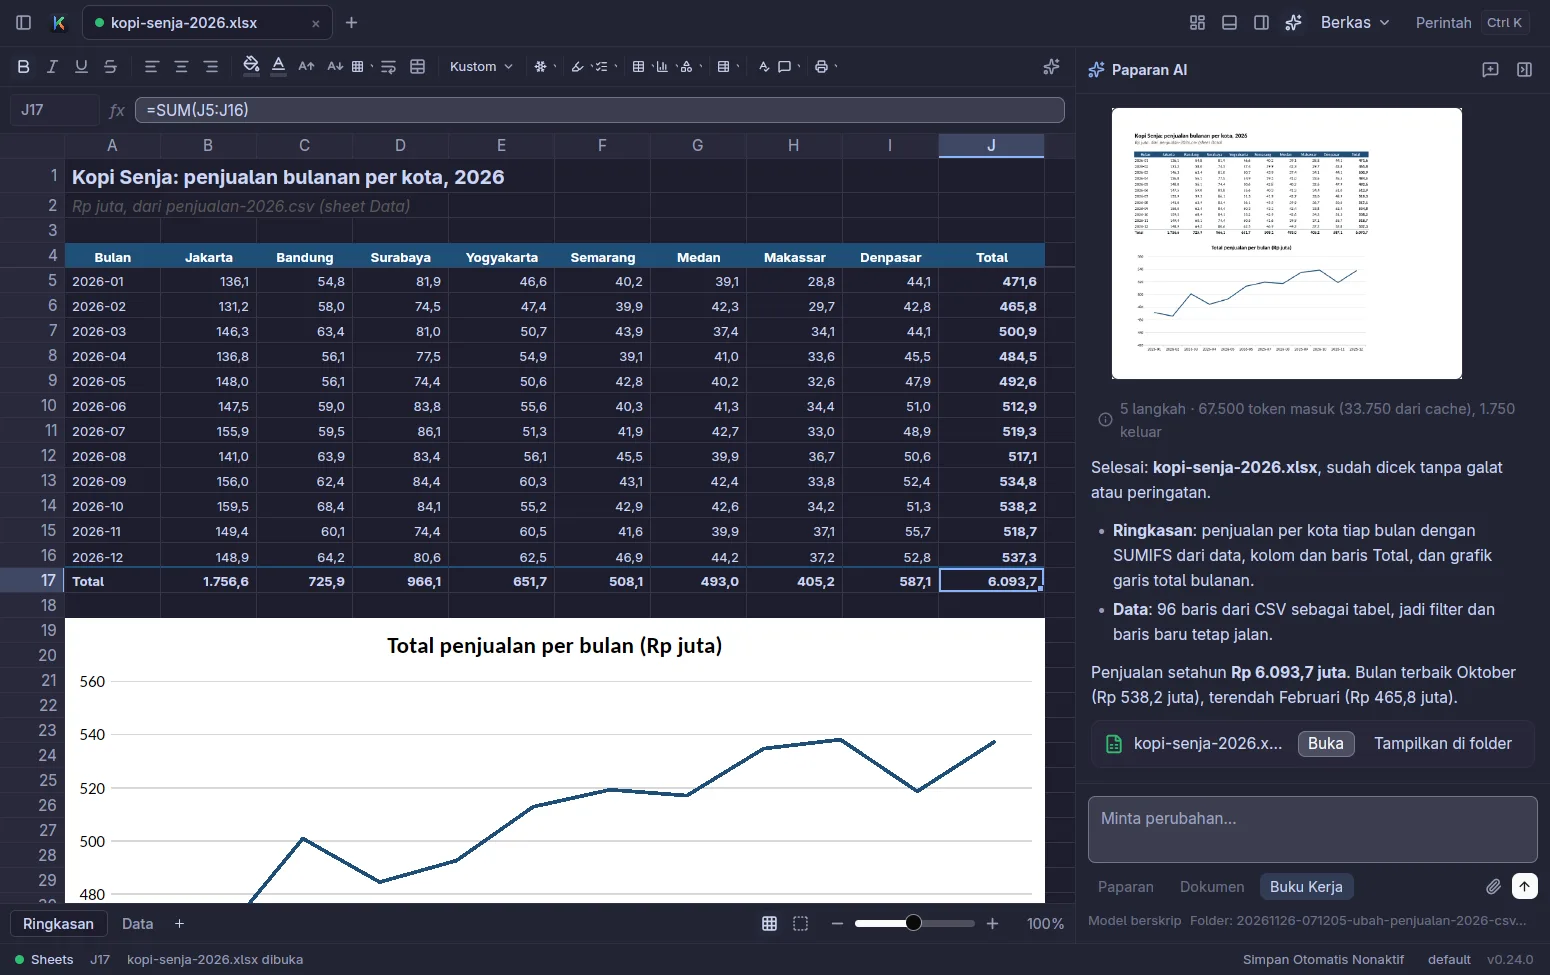 kopi-senja-2026.xlsx
Berkas
Perintah Ctrl K
Kustom
J17 fx =SUM(J5:J16)
A B C D E F G H I J
1 Kopi Senja: penjualan bulanan per kota, 2026
2 Rp juta, dari penjualan-2026.csv (sheet Data)
3
4 Bulan Jakarta Bandung Surabaya Yogyakarta Semarang Medan Makassar Denpasar Total
5 2026-01 136,1 54,8 81,9 46,6 40,2 39,1 28,8 44,1 471,6
6 2026-02 131,2 58,0 74,5 47,4 39,9 42,3 29,7 42,8 465,8
7 2026-03 146,3 63,4 81,0 50,7 43,9 37,4 34,1 44,1 500,9
8 2026-04 136,8 56,1 77,5 54,9 39,1 41,0 33,6 45,5 484,5
9 2026-05 148,0 56,1 74,4 50,6 42,8 40,2 32,6 47,9 492,6
10 2026-06 147,5 59,0 83,8 55,6 40,3 41,3 34,4 51,0 512,9
11 2026-07 155,9 59,5 86,1 51,3 41,9 42,7 33,0 48,9 519,3
12 2026-08 141,0 63,9 83,4 56,1 45,5 39,9 36,7 50,6 517,1
13 2026-09 156,0 62,4 84,4 60,3 43,1 42,4 33,8 52,4 534,8
14 2026-10 159,5 68,4 84,1 55,2 42,9 42,6 34,2 51,3 538,2
15 2026-11 149,4 60,1 74,4 60,5 41,6 39,9 37,1 55,7 518,7
16 2026-12 148,9 64,2 80,6 62,5 46,9 44,2 37,2 52,8 537,3
17 Total 1.756,6 725,9 966,1 651,7 508,1 493,0 405,2 587,1 6.093,7
18
19
20
21
22
23
24
25
26
27
28
29
Total penjualan per bulan (Rp juta)
560
540
520
500
480
Ringkasan Data +
100%
Sheets J17 kopi-senja-2026.xlsx dibuka
Paparan AI
Kopi Senja: penjualan bulanan per kota, 2026
Total penjualan per bulan (Rp juta)
5 langkah · 67.500 token masuk (33.750 dari cache), 1.750
keluar
Selesai: kopi-senja-2026.xlsx, sudah dicek tanpa galat
atau peringatan.
• Ringkasan: penjualan per kota tiap bulan dengan
SUMIFS dari data, kolom dan baris Total, dan grafik
garis total bulanan.
• Data: 96 baris dari CSV sebagai tabel, jadi filter dan
baris baru tetap jalan.
Penjualan setahun Rp 6.093,7 juta. Bulan terbaik Oktober
(Rp 538,2 juta), terendah Februari (Rp 465,8 juta).
kopi-senja-2026.x... Buka Tampilkan di folder
Minta perubahan...
Paparan Dokumen Buku Kerja
Model berskrip Folder: 20261126-071205-ubah-penjualan-2026-csv...
Simpan Otomatis Nonaktif default v0.24.0